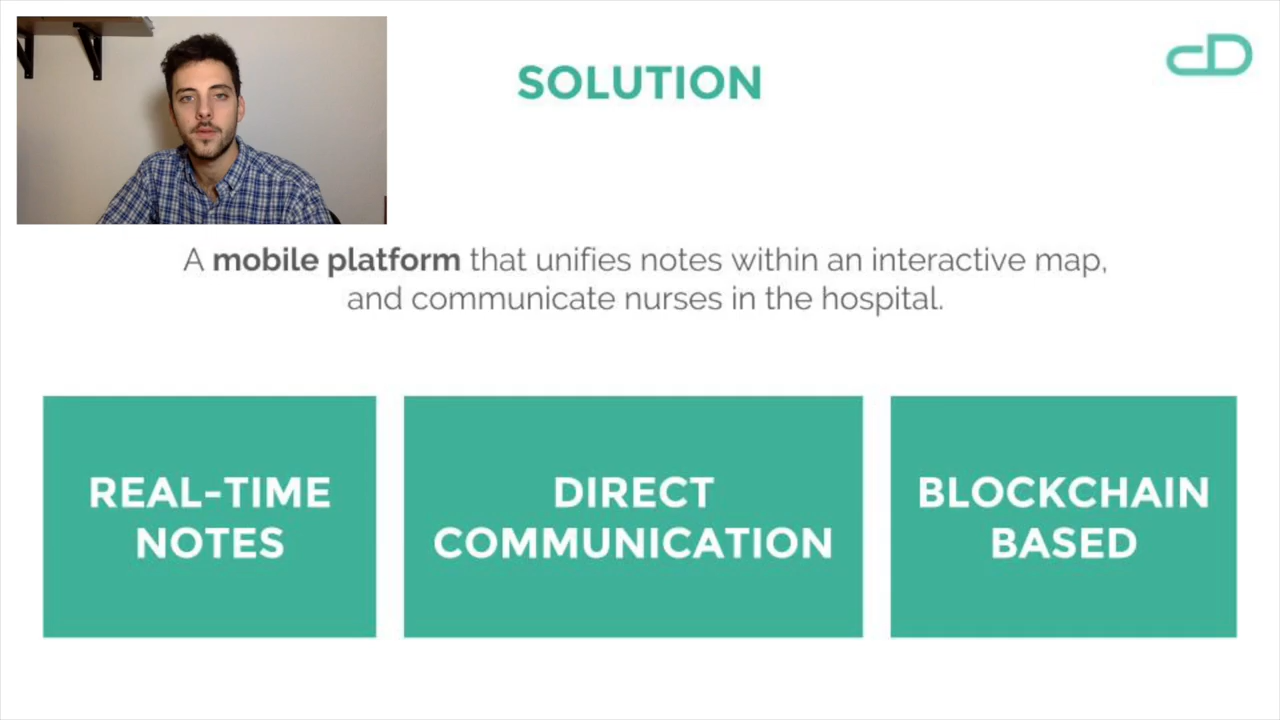 SOLUTION
A mobile platform that unifies notes within an interactive map,
and communicate nurses in the hospital.
REAL-TIME
NOTES
DIRECT
COMMUNICATION
BLOCKCHAIN
BASED